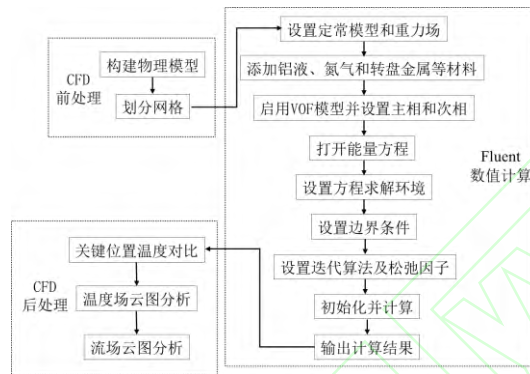 CFD
前处理
构建物理模型
划分网格
设置定常模型和重力场
添加铝液、氮气和转盘金属等材料
启用VOF模型并设置主相和次相
打开能量方程
设置方程求解环境
设置边界条件
设置迭代算法及松弛因子
初始化并计算
输出计算结果
Fluent
数值计算
CFD
后处理
关键位置温度对比
温度场云图分析
流场云图分析